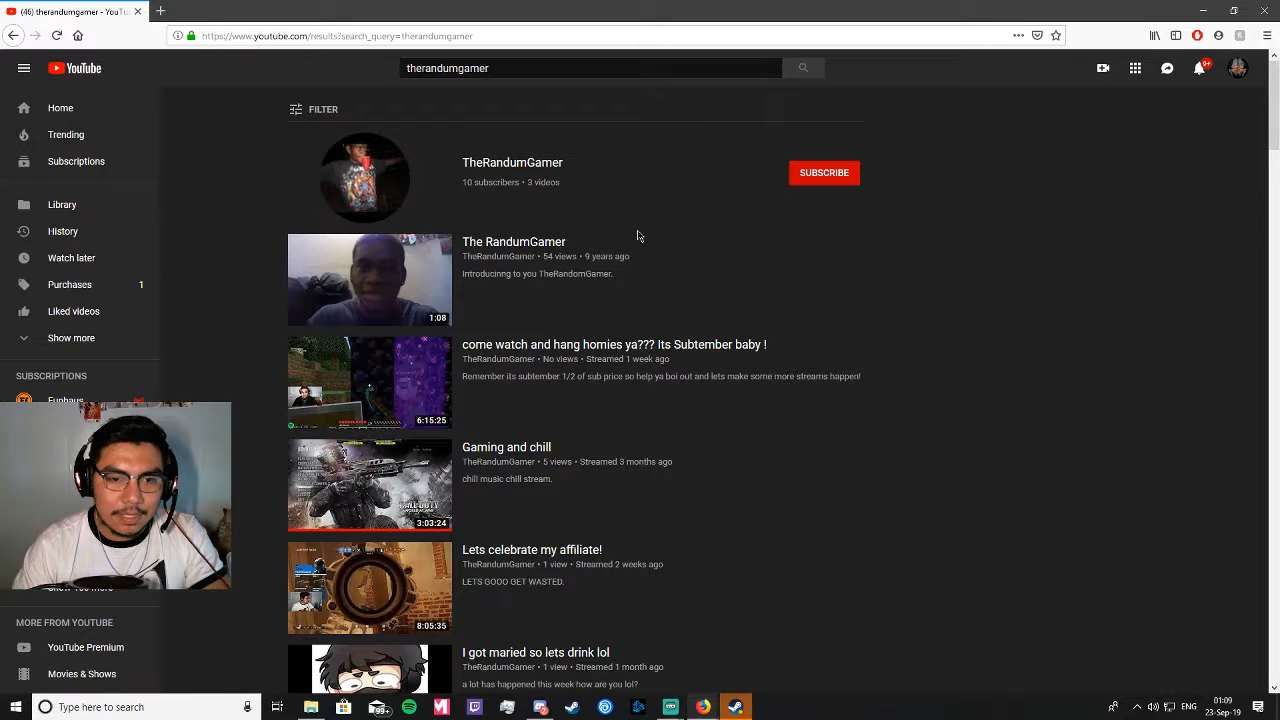 (46) therandumgamer - YouTu
https://www.youtube.com/results?search_query=therandumgamer
YouTube
therandumgamer
9+
Home
Trending
Subscriptions
Library
History
Watch later
Purchases 1
Liked videos
Show more
SUBSCRIPTIONS
Funhaus
MORE FROM YOUTUBE
YouTube Premium
Movies & Shows
FILTER
TheRandumGamer
10 subscribers • 3 videos
SUBSCRIBE
The RandumGamer
TheRandumGamer • 54 views • 9 years ago
Introducing to you TheRandomGamer.
1:08
come watch and hang homies ya??? Its Subtember baby !
TheRandumGamer • No views • Streamed 1 week ago
Remember its subtember 1/2 of sub price so help ya boi out and lets make some more streams happen!
6:15:25
Gaming and chill
TheRandumGamer • 5 views • Streamed 3 months ago
chill music chill stream.
3:03:24
Lets celebrate my affiliate!
TheRandumGamer • 1 view • Streamed 2 weeks ago
LETS GOOO GET WASTED.
8:05:35
I got maried so lets drink lol
TheRandumGamer • 1 view • Streamed 1 month ago
a lot has happened this week how are you lol?
Type here to search
99+
ENG
01:09
23-Sep-19